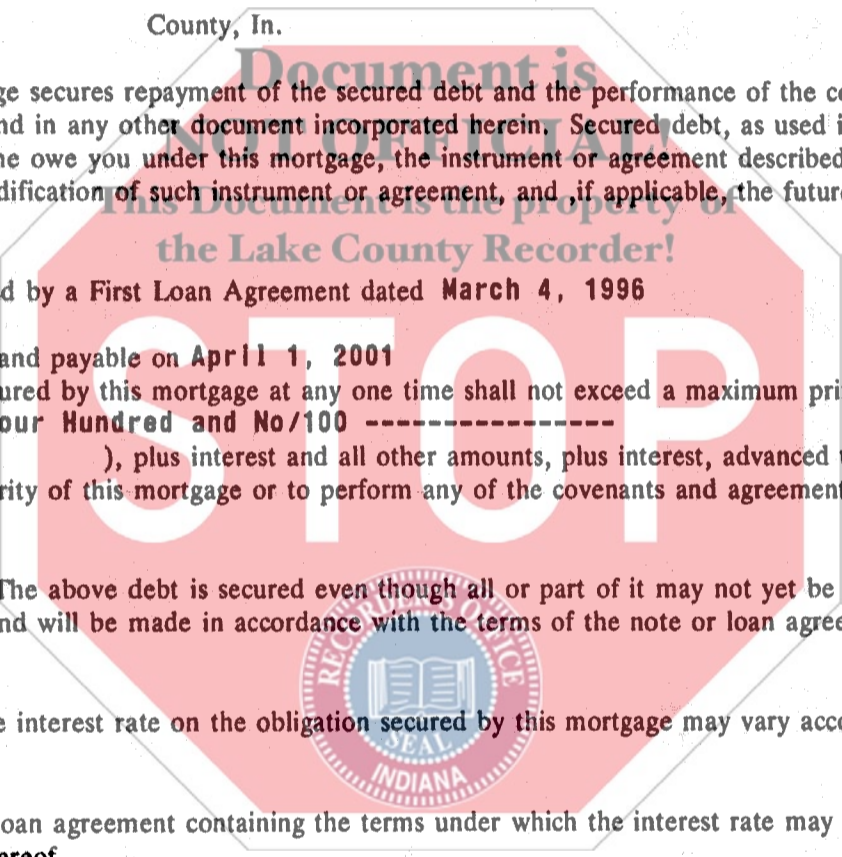 County, In.
Document is
ge secures repayment of the secured debt and the performance of the c
nd in any other document incorporated herein. Secured debt, as used i
NOT OFFICIAL!
ne owe you under this mortgage, the instrument or agreement described
dification of such instrument or agreement, and ,if applicable, the futur
This Document is the property of
the Lake County Recorder!
d by a First Loan Agreement dated March 4, 1996
STOP
and payable on April 1, 2001
ured by this mortgage at any one time shall not exceed a maximum pri
our Hundred and No/100 ----------------
), plus interest and all other amounts, plus interest, advanced
rity of this mortgage or to perform any of the covenants and agreement
The above debt is secured even though all or part of it may not yet be
nd will be made in accordance with the terms of the note or loan agree
RECORDER'S OFFICE
SEAL
INDIANA
e interest rate on the obligation secured by this mortgage may vary acco
oan agreement containing the terms under which the interest rate may
ereof